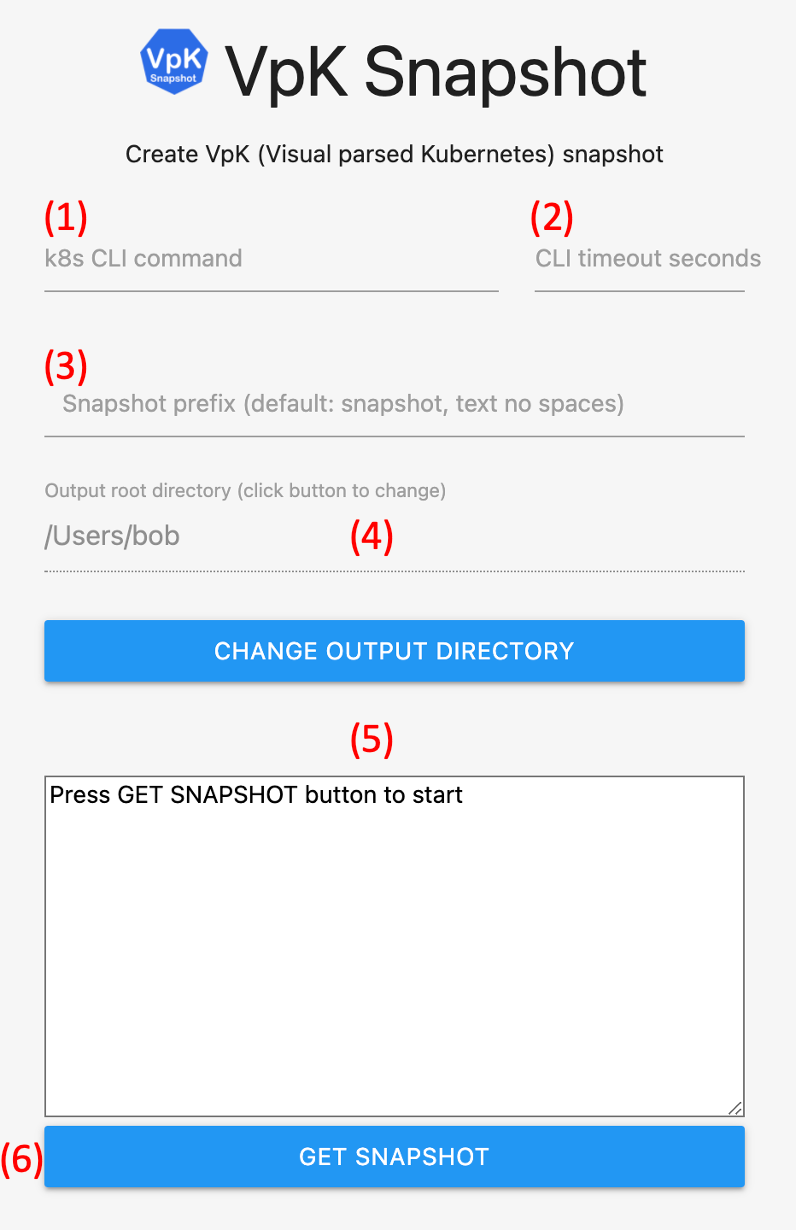 VpK
Snapshot
VpK Snapshot
Create VpK (Visual parsed Kubernetes) snapshot
(1)
(2)
k8s CLI command
CLI timeout seconds
(3)
Snapshot prefix (default: snapshot, text no spaces)
Output root directory (click button to change)
/Users/bob
(4)
CHANGE OUTPUT DIRECTORY
(5)
Press GET SNAPSHOT button to start
(6)
GET SNAPSHOT